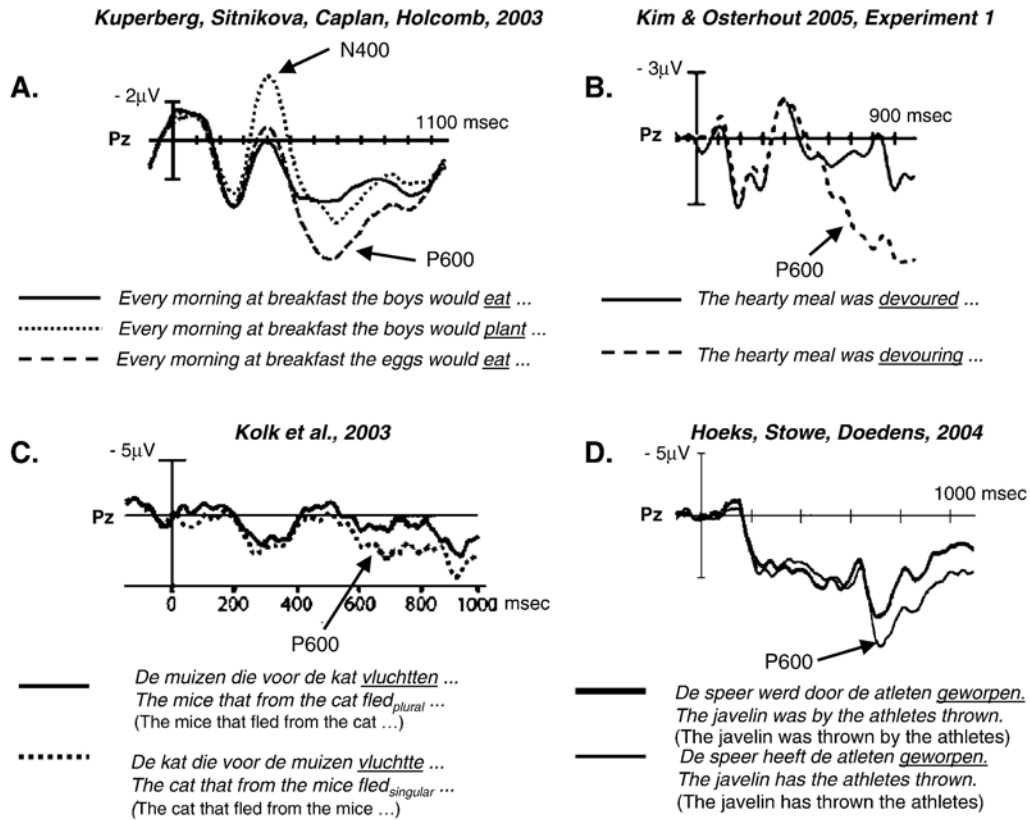 Kuperberg, Sitnikova, Caplan, Holcomb, 2003
A.
N400
- 2µV
Pz
1100 msec
P600
Every morning at breakfast the boys would eat ...
Every morning at breakfast the boys would plant ...
Every morning at breakfast the eggs would eat ...
Kim & Osterhout 2005, Experiment 1
B.
- 3µV
Pz
900 msec
P600
The hearty meal was devoured ...
The hearty meal was devouring ...
Kolk et al., 2003
C.
- 5µV
Pz
0 200 400 600 800 1000 msec
P600
De muizen die voor de kat vluchtten ...
The mice that from the cat fled plural ...
(The mice that fled from the cat ...)
De kat die voor de muizen vluchtte ...
The cat that from the mice fled singular ...
(The cat that fled from the mice ...)
Hoeks, Stowe, Doedens, 2004
D.
- 5µV
Pz
1000 msec
P600
De speer werd door de atleten geworpen.
The javelin was by the athletes thrown.
(The javelin was thrown by the athletes)
De speer heeft de atleten geworpen.
The javelin has the athletes thrown.
(The javelin has thrown the athletes)